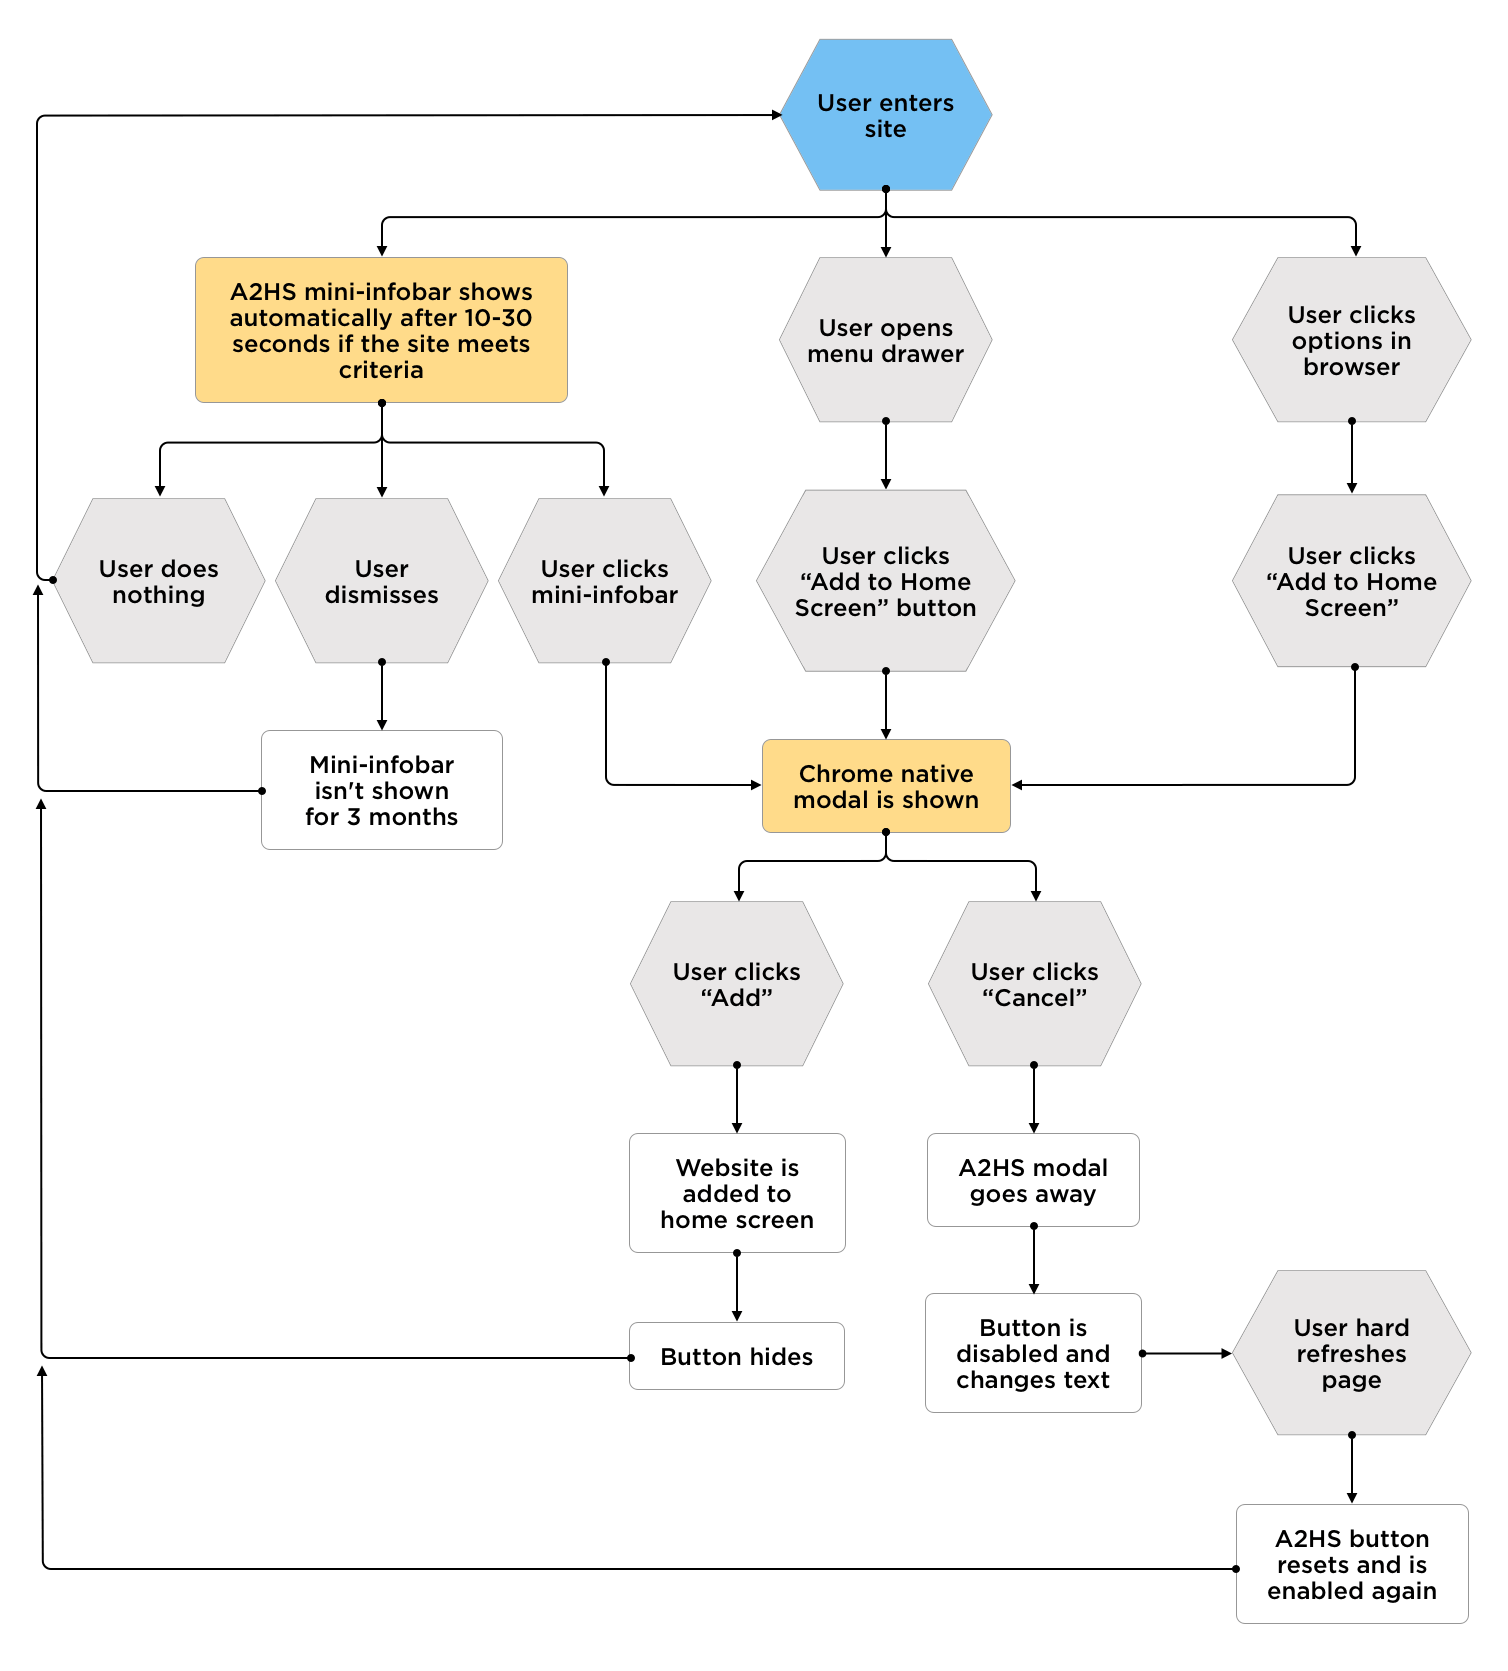 User enters
site
A2HS mini-infobar shows
automatically after 10-30
seconds if the site meets
criteria
User opens
menu drawer
User clicks
options in
browser
User does
nothing
User
dismisses
User clicks
mini-infobar
User clicks
“Add to Home
Screen” button
User clicks
“Add to Home
Screen”
Mini-infobar
isn't shown
for 3 months
Chrome native
modal is shown
User clicks
“Add”
User clicks
“Cancel”
Website is
added to
home screen
A2HS modal
goes away
Button hides
Button is
disabled and
changes text
User hard
refreshes
page
A2HS button
resets and is
enabled again